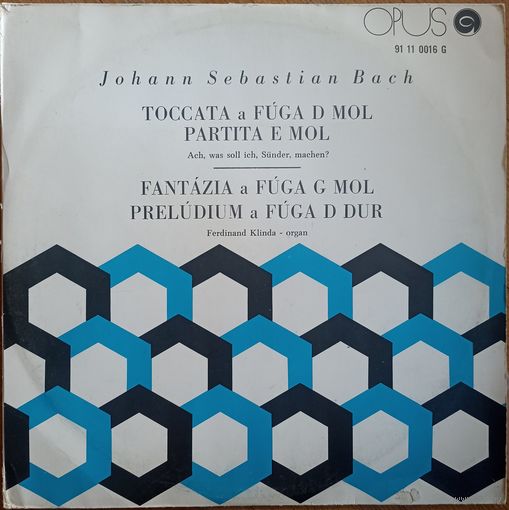 OPUS
91 11 0016 G
Johann Sebastian Bach
TOCCATA a FÚGA D MOL
PARTITA E MOL
Ach, was soll ich, Sünder, machen?
FANTÁZIA a FÚGA G MOL
PRELÚDIUM a FÚGA D DUR
Ferdinand Klinda - organ